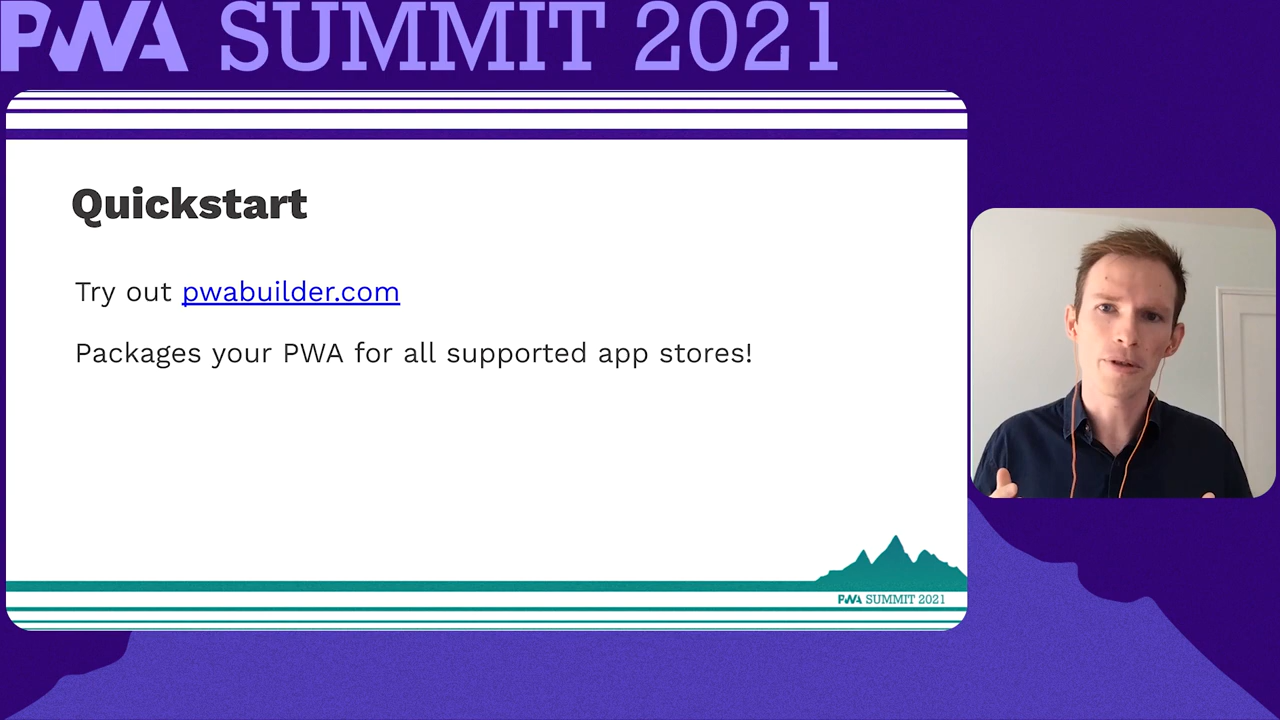 PWA SUMMIT 2021
Quickstart
Try out pwabuilder.com
Packages your PWA for all supported app stores!
PWA SUMMIT 2021